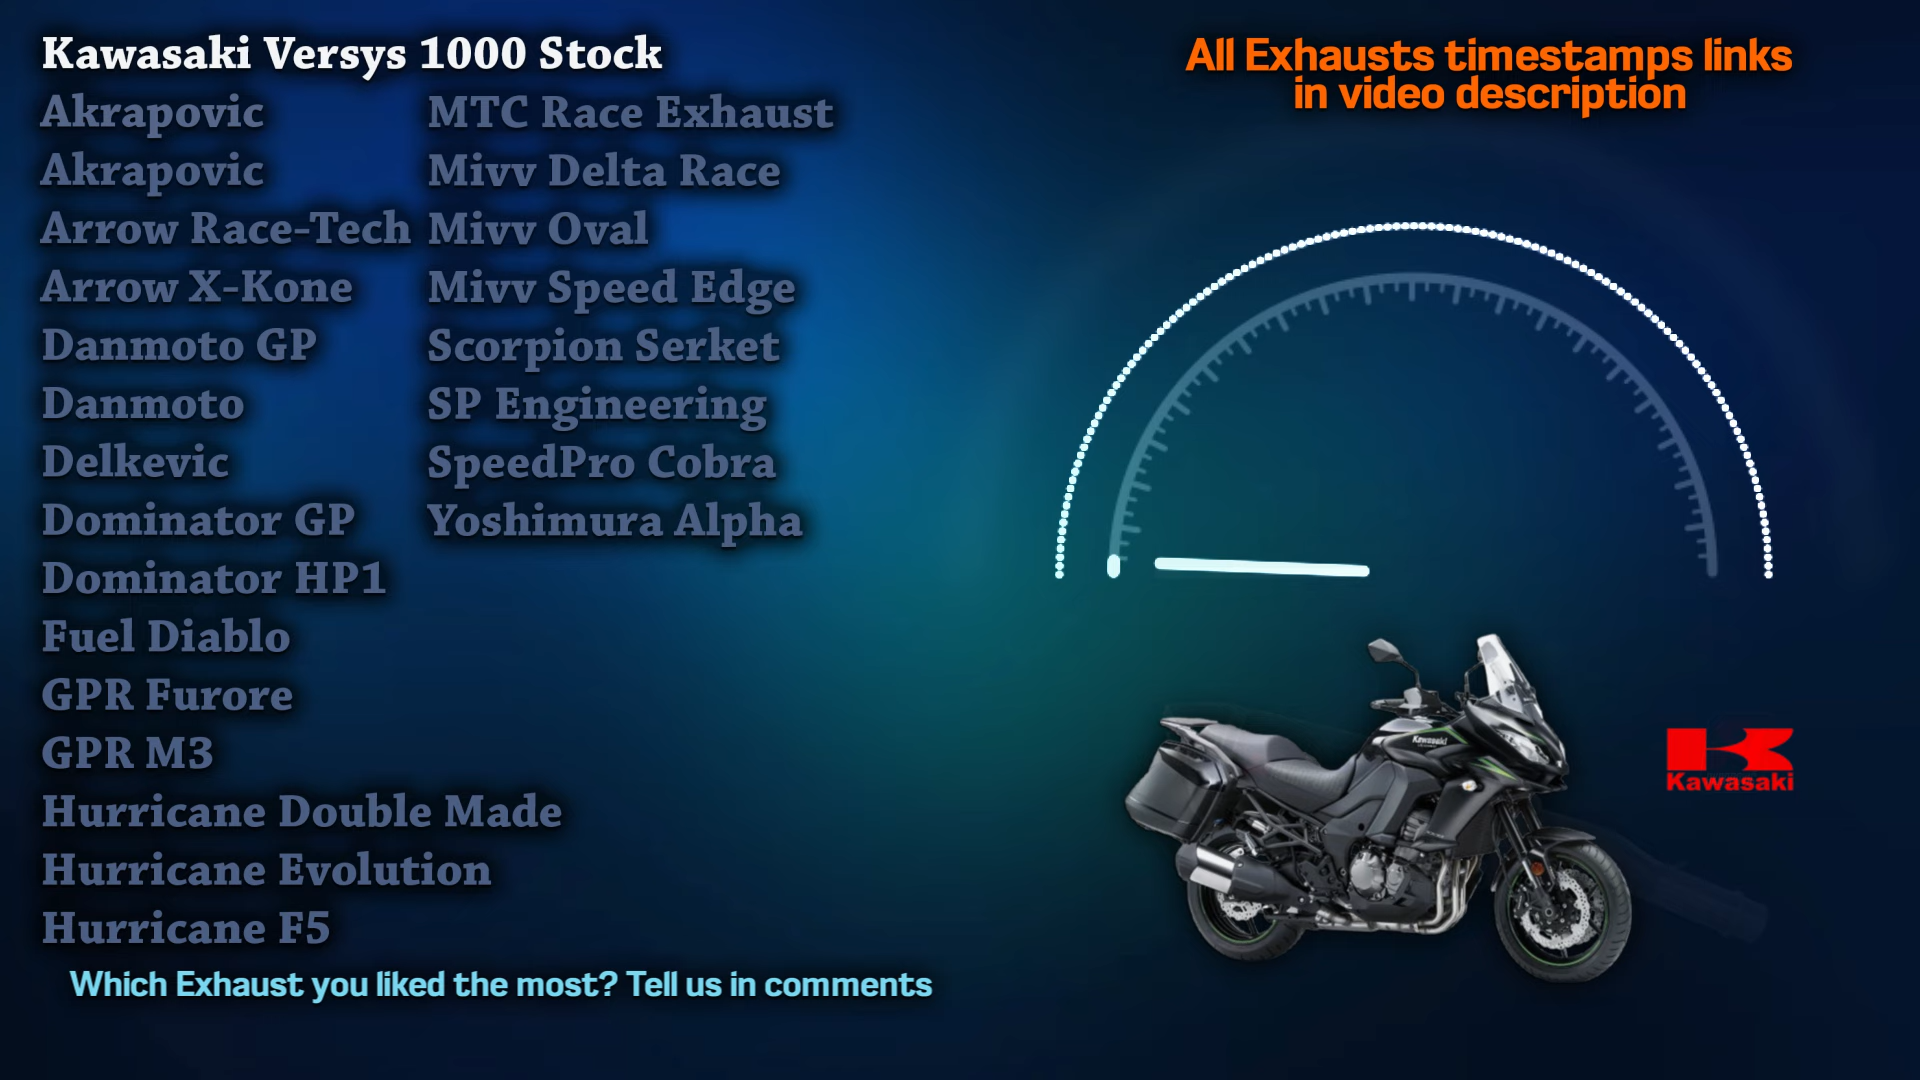 Kawasaki Versys 1000 Stock
Akrapovic
Akrapovic
Arrow Race-Tech
Arrow X-Kone
Danmoto GP
Danmoto
Delkevic
Dominator GP
Dominator HP1
Fuel Diablo
GPR Furore
GPR M3
Hurricane Double Made
Hurricane Evolution
Hurricane F5
MTC Race Exhaust
Mivv Delta Race
Mivv Oval
Mivv Speed Edge
Scorpion Serket
SP Engineering
SpeedPro Cobra
Yoshimura Alpha
Which Exhaust you liked the most? Tell us in comments
All Exhausts timestamps links
in video description
Kawasaki
Kawasaki